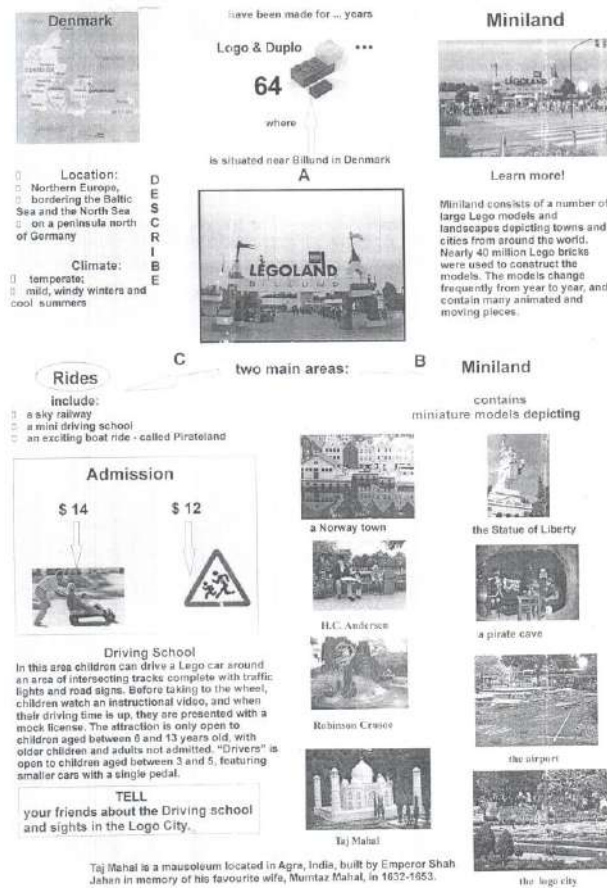 Denmark
have been made for ... years
Logo & Duplo ...
64
where
is situated near Billund in Denmark
A
Miniland
LEGOLAND
Learn more!
Miniland consists of a number of
large Lego models and
landscapes depicting towns and
cities from around the world.
Nearly 40 million Lego bricks
were used to construct the
models. The models change
frequently from year to year, and
contain many animated and
moving pieces.
Location:
Northern Europe,
bordering the Baltic
Sea and the North Sea
on a peninsula north
of Germany
Climate:
temperate;
mild, windy winters and
cool summers
D
E
S
C
R
I
B
E
LEGOLAND
BILLUND
C
two main areas:
B
Rides
include:
a sky railway
a mini driving school
an exciting boat ride - called Pirateland
Admission
$ 14
$ 12
Driving School
In this area children can drive a Lego car around
an area of intersecting tracks complete with traffic
lights and road signs. Before taking to the wheel,
children watch an instructional video, and when
their driving time is up, they are presented with a
mock license. The attraction is only open to
children aged between 6 and 13 years old, with
older children and adults not admitted. "Drivers" is
open to children aged between 3 and 5, featuring
smaller cars with a single pedal.
TELL
your friends about the Driving school
and sights in the Logo City.
Miniland
contains
miniature models depicting
a Norway town
the Statue of Liberty
H.C. Andersen
a pirate cave
Robinson Crusoe
the airport
Taj Mahal
the logo city
Taj Mahal is a mausoleum located in Agra, India, built by Emperor Shah
Jahan in memory of his favourite wife, Mumtaz Mahal, in 1632-1653.